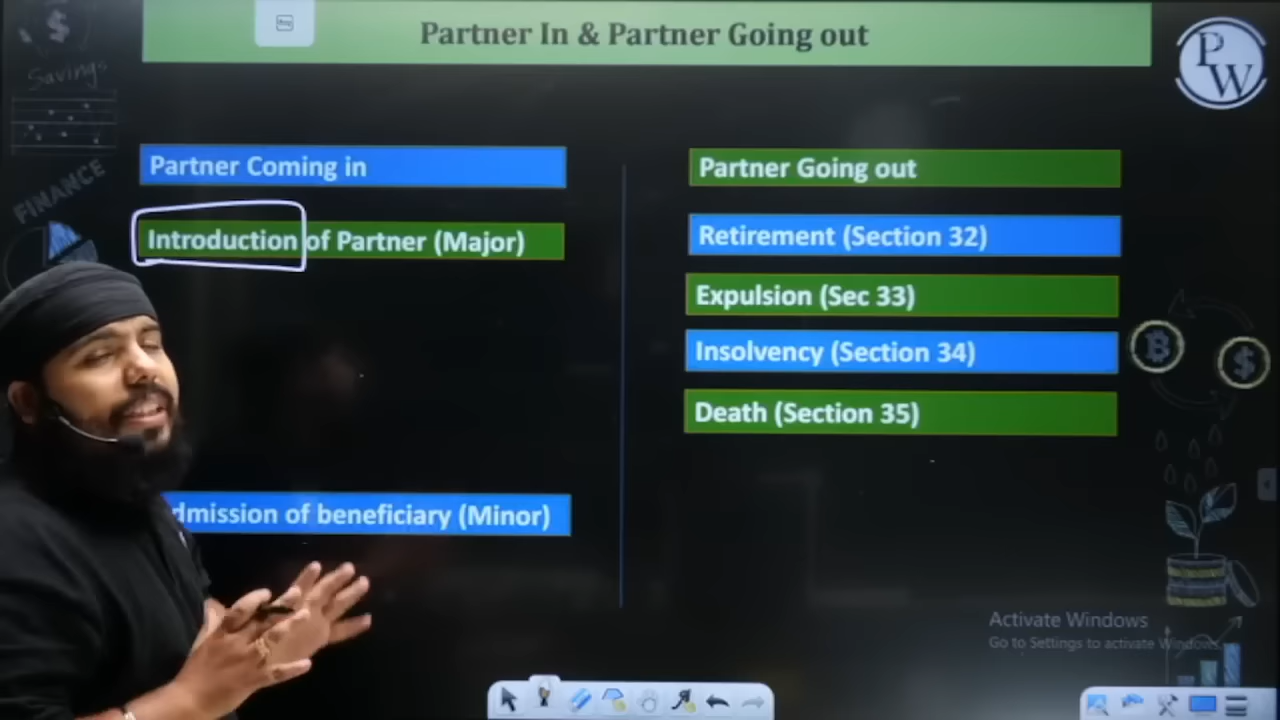 Partner In & Partner Going out
P
W
Savings
FINANCE
Partner Coming in
Introduction of Partner (Major)
dmission of beneficiary (Minor)
Partner Going out
Retirement (Section 32)
Expulsion (Sec 33)
Insolvency (Section 34)
Death (Section 35)
Activate Windows
Go to Settings to activate Windows.